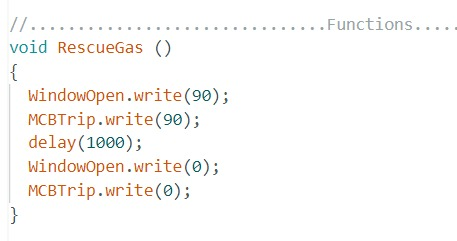 //................................Functions.....
void RescueGas ()
{
WindowOpen.write(90);
MCBTrip.write(90);
delay(1000);
WindowOpen.write(0);
MCBTrip.write(0);
}